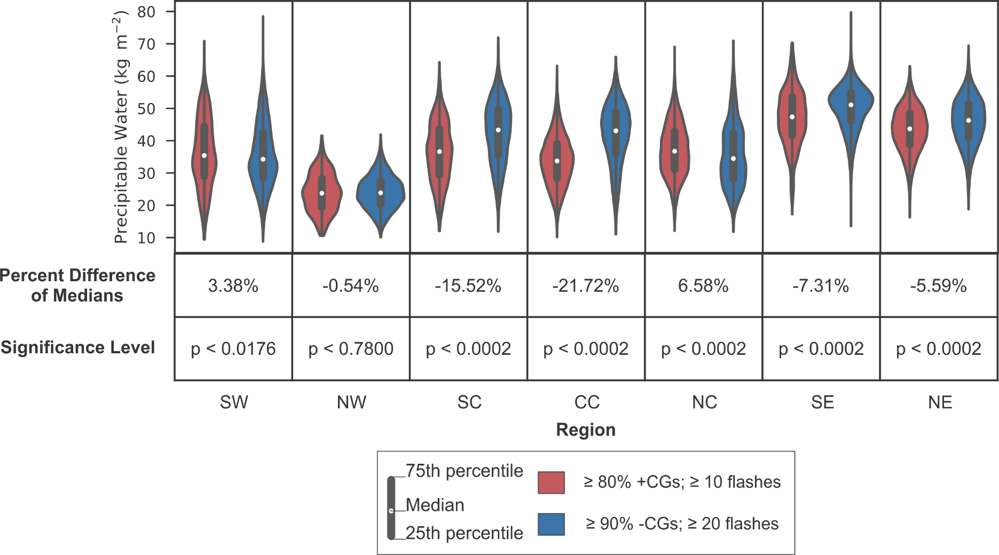 Precipitable Water (kg m⁻²)
80
70
60
50
40
30
20
10
Percent Difference
of Medians
3.38% -0.54% -15.52% -21.72% 6.58% -7.31% -5.59%
Significance Level
p < 0.0176 p < 0.7800 p < 0.0002 p < 0.0002 p < 0.0002 p < 0.0002 p < 0.0002
SW NW SC CC NC SE NE
Region
75th percentile
Median
25th percentile
≥ 80% +CGs; ≥ 10 flashes
≥ 90% -CGs; ≥ 20 flashes